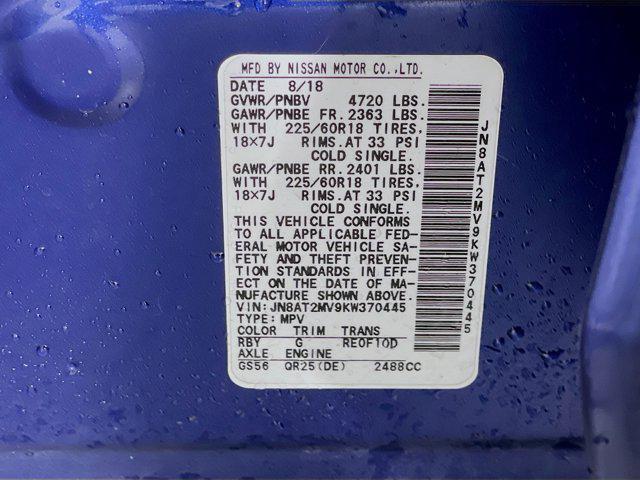 MFD BY NISSAN MOTOR CO.,LTD.
DATE 8/18
GVWR/PNBV 4720 LBS.
GAWR/PNBE FR. 2363 LBS.
WITH 225/60R18 TIRES,
18×7J RIMS.AT 33 PSI
COLD SINGLE.
GAWR/PNBE RR. 2401 LBS.
WITH 225/60R18 TIRES,
18×7J RIMS.AT 33 PSI
COLD SINGLE.
THIS VEHICLE CONFORMS
TO ALL APPLICABLE FED-
ERAL MOTOR VEHICLE SA-
FETY AND THEFT PREVEN-
TION STANDARDS IN EFF-
ECT ON THE DATE OF MA-
NUFACTURE SHOWN ABOVE.
VIN:JN8AT2MV9KW370445
TYPE:MPV
COLOR TRIM TRANS
RBY G RE0F10D
AXLE ENGINE
GS56 QR25(DE) 2488CC
JN8AT2MV9KW370445